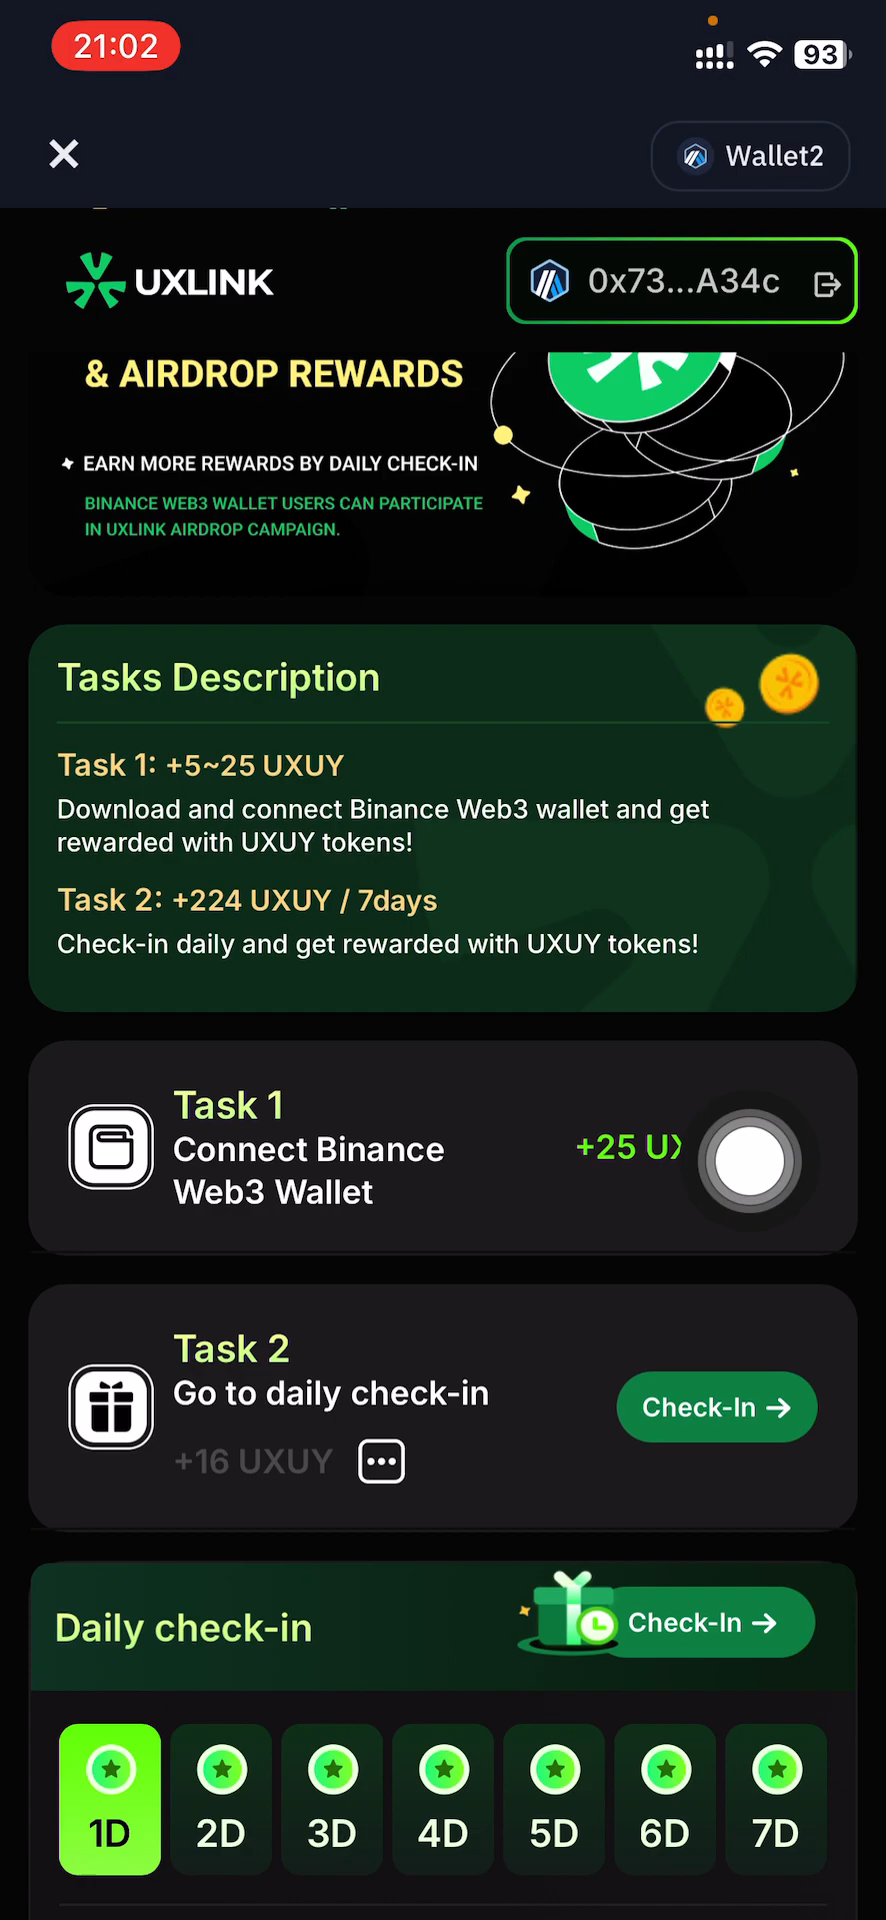 21:02
93
Wallet2
UXLINK
0x73...A34c
& AIRDROP REWARDS
EARN MORE REWARDS BY DAILY CHECK-IN
BINANCE WEB3 WALLET USERS CAN PARTICIPATE
IN UXLINK AIRDROP CAMPAIGN.
Tasks Description
Task 1: +5~25 UXUY
Download and connect Binance Web3 wallet and get
rewarded with UXUY tokens!
Task 2: +224 UXUY / 7days
Check-in daily and get rewarded with UXUY tokens!
Task 1
Connect Binance
Web3 Wallet
+25
Task 2
Go to daily check-in
Check-In
+16 UXUY
Daily check-in
Check-In
1D
2D
3D
4D
5D
6D
7D